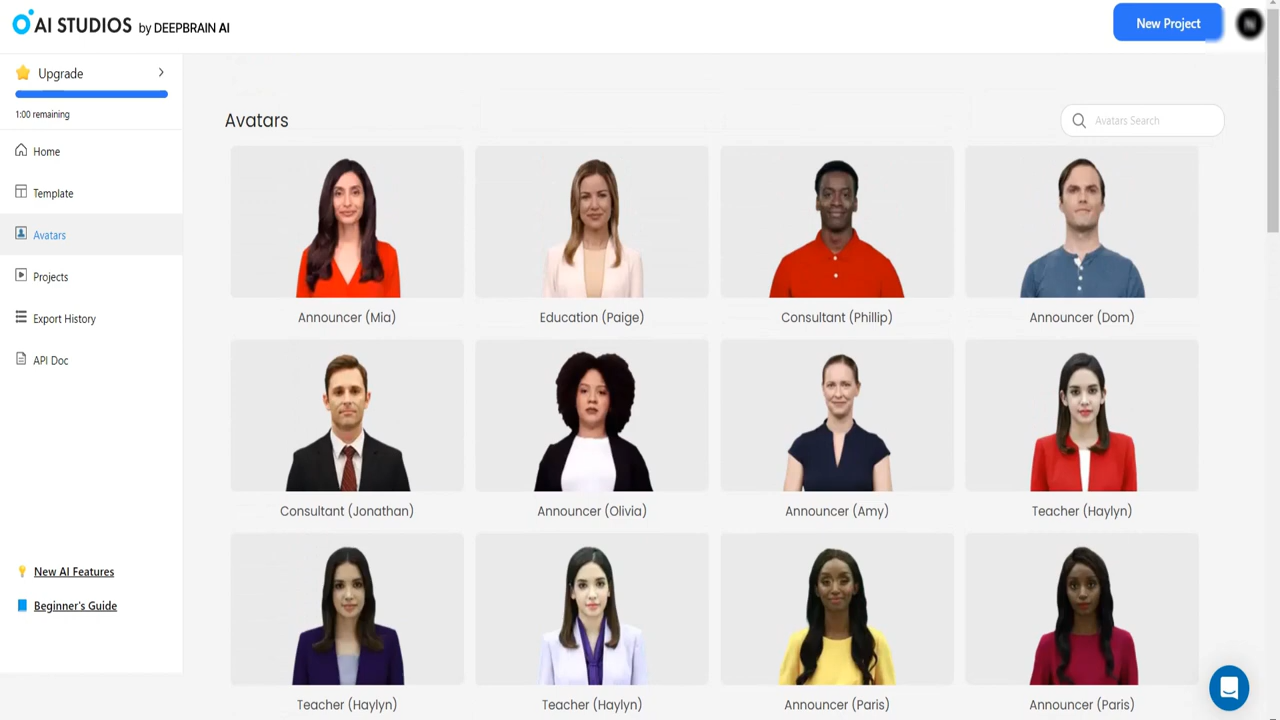 AI STUDIOS by DEEPBRAIN AI
New Project
Upgrade
1:00 remaining
Home
Template
Avatars
Projects
Export History
API Doc
New AI Features
Beginner's Guide
Avatars
Avatars Search
Announcer (Mia)
Education (Paige)
Consultant (Phillip)
Announcer (Dom)
Consultant (Jonathan)
Announcer (Olivia)
Announcer (Amy)
Teacher (Haylyn)
Teacher (Haylyn)
Teacher (Haylyn)
Announcer (Paris)
Announcer (Paris)